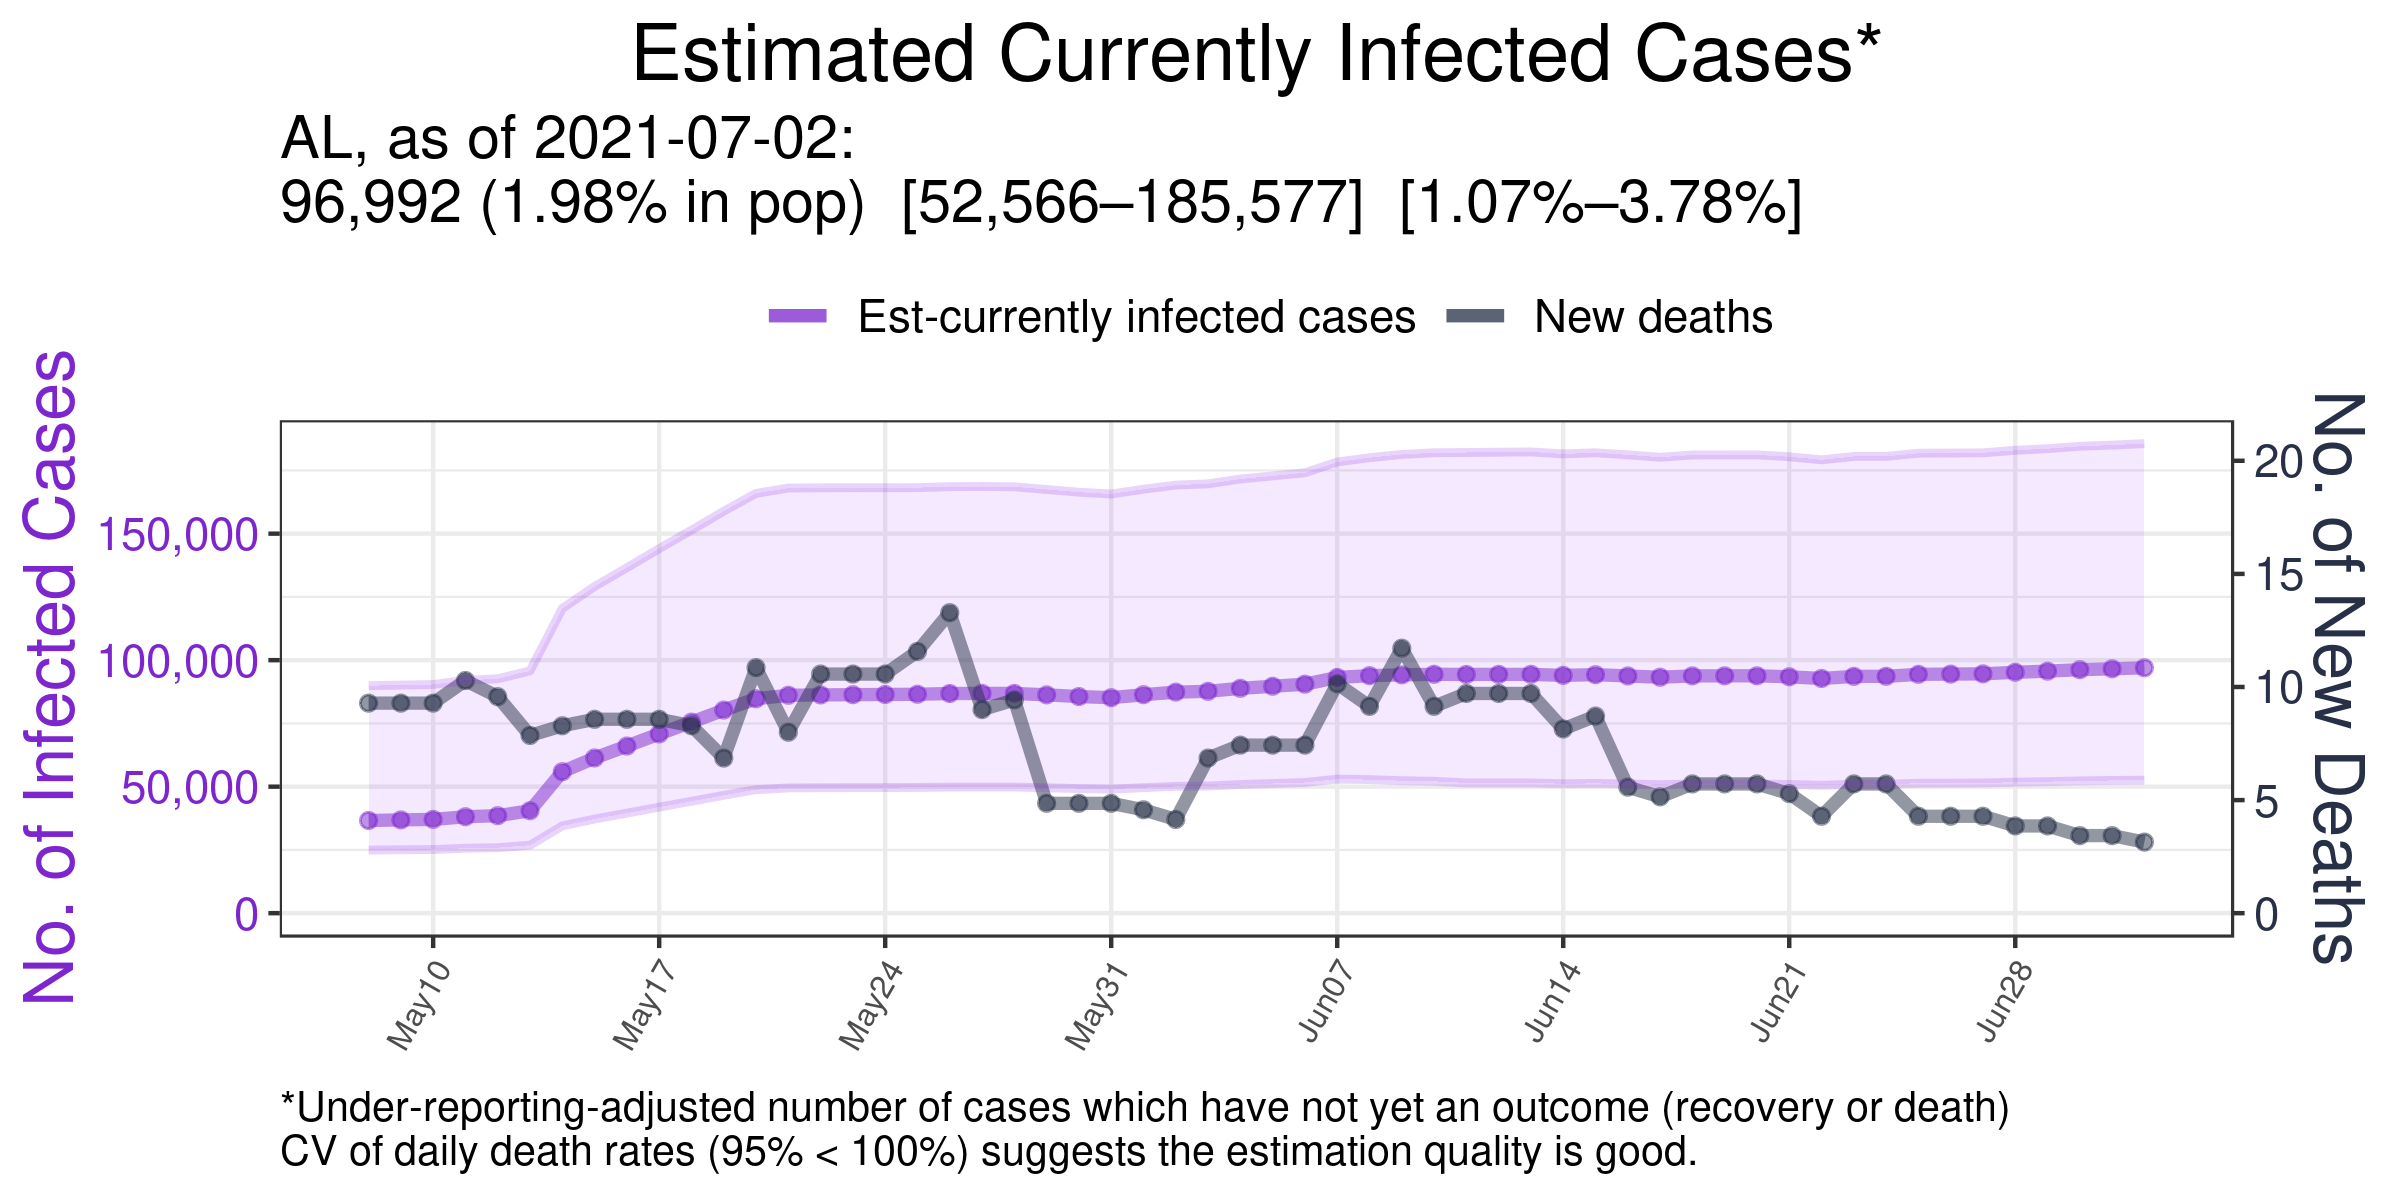 Estimated Currently Infected Cases*
AL, as of 2021-07-02:
96,992 (1.98% in pop)  [52,566–185,577]  [1.07%–3.78%]
Est-currently infected cases
New deaths
No. of Infected Cases
150,000
100,000
50,000
0
20
15
10
5
0
No. of New Deaths
May10
May17
May24
May31
Jun07
Jun14
Jun21
Jun28
*Under-reporting-adjusted number of cases which have not yet an outcome (recovery or death)
CV of daily death rates (95% < 100%) suggests the estimation quality is good.